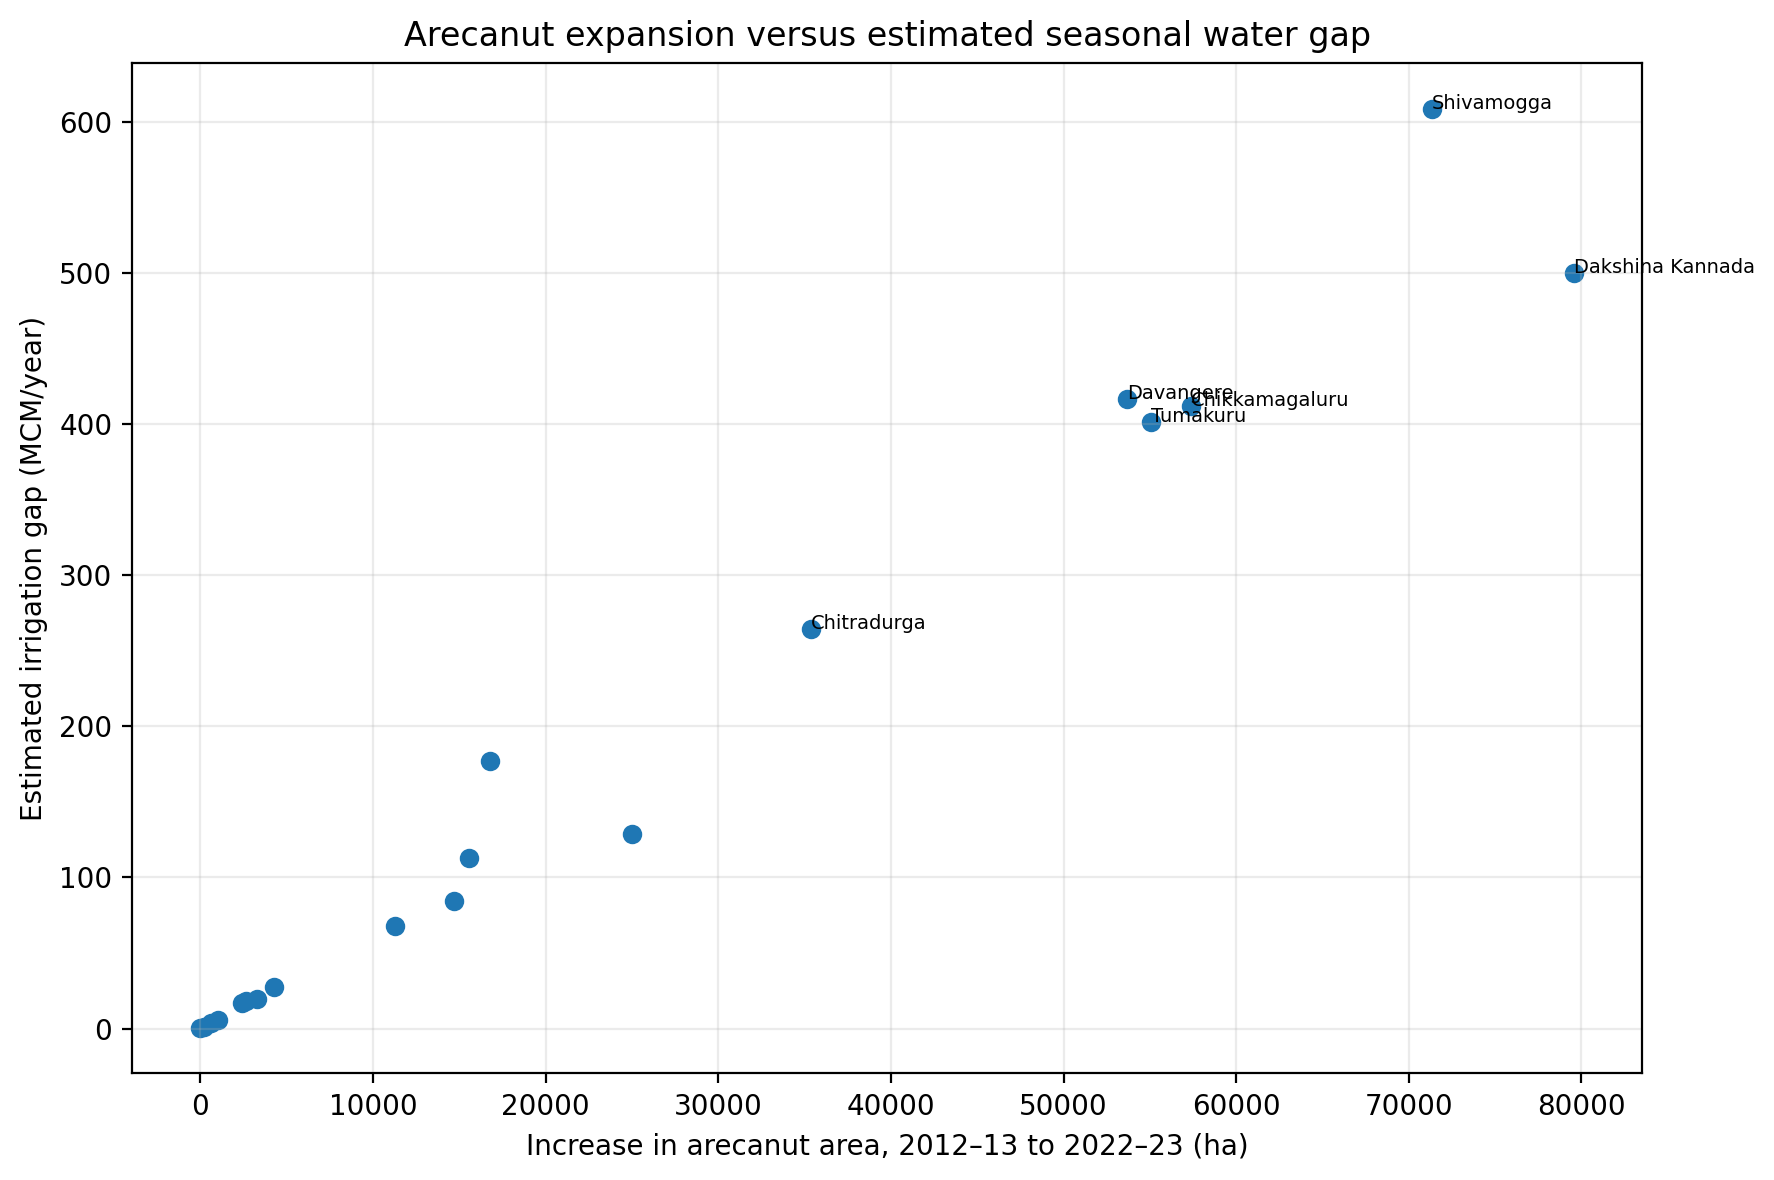 Arecanut expansion versus estimated seasonal water gap
Estimated irrigation gap (MCM/year)
600
500
400
300
200
100
0
Shivamogga
Dakshina Kannada
Davangere
Chikkamagaluru
Tumakuru
Chitradurga
0 10000 20000 30000 40000 50000 60000 70000 80000
Increase in arecanut area, 2012–13 to 2022–23 (ha)